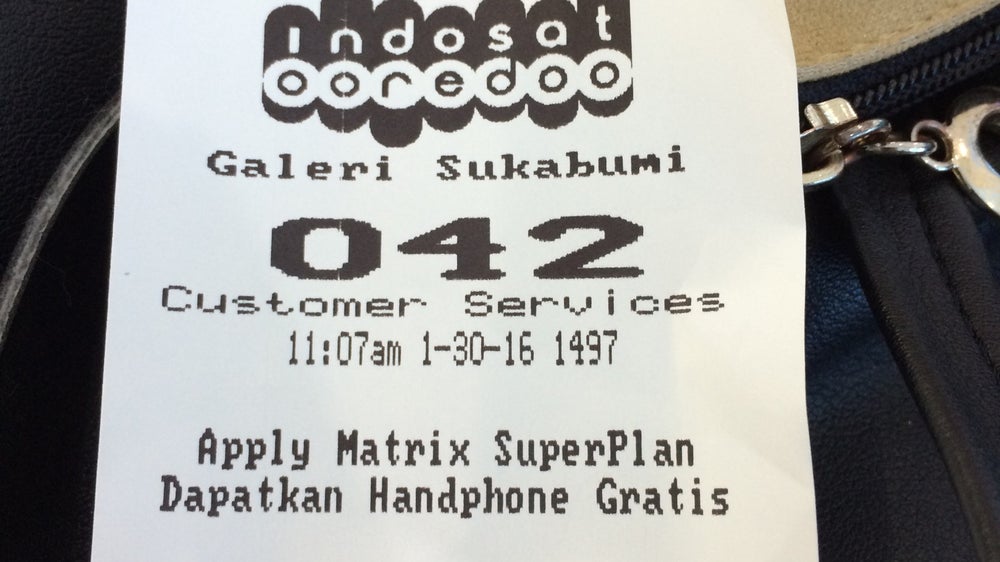 indosat
ooredoo
Galeri Sukabumi
042
Customer Services
11:07am 1-30-16 1497
Apply Matrix SuperPlan
Dapatkan Handphone Gratis